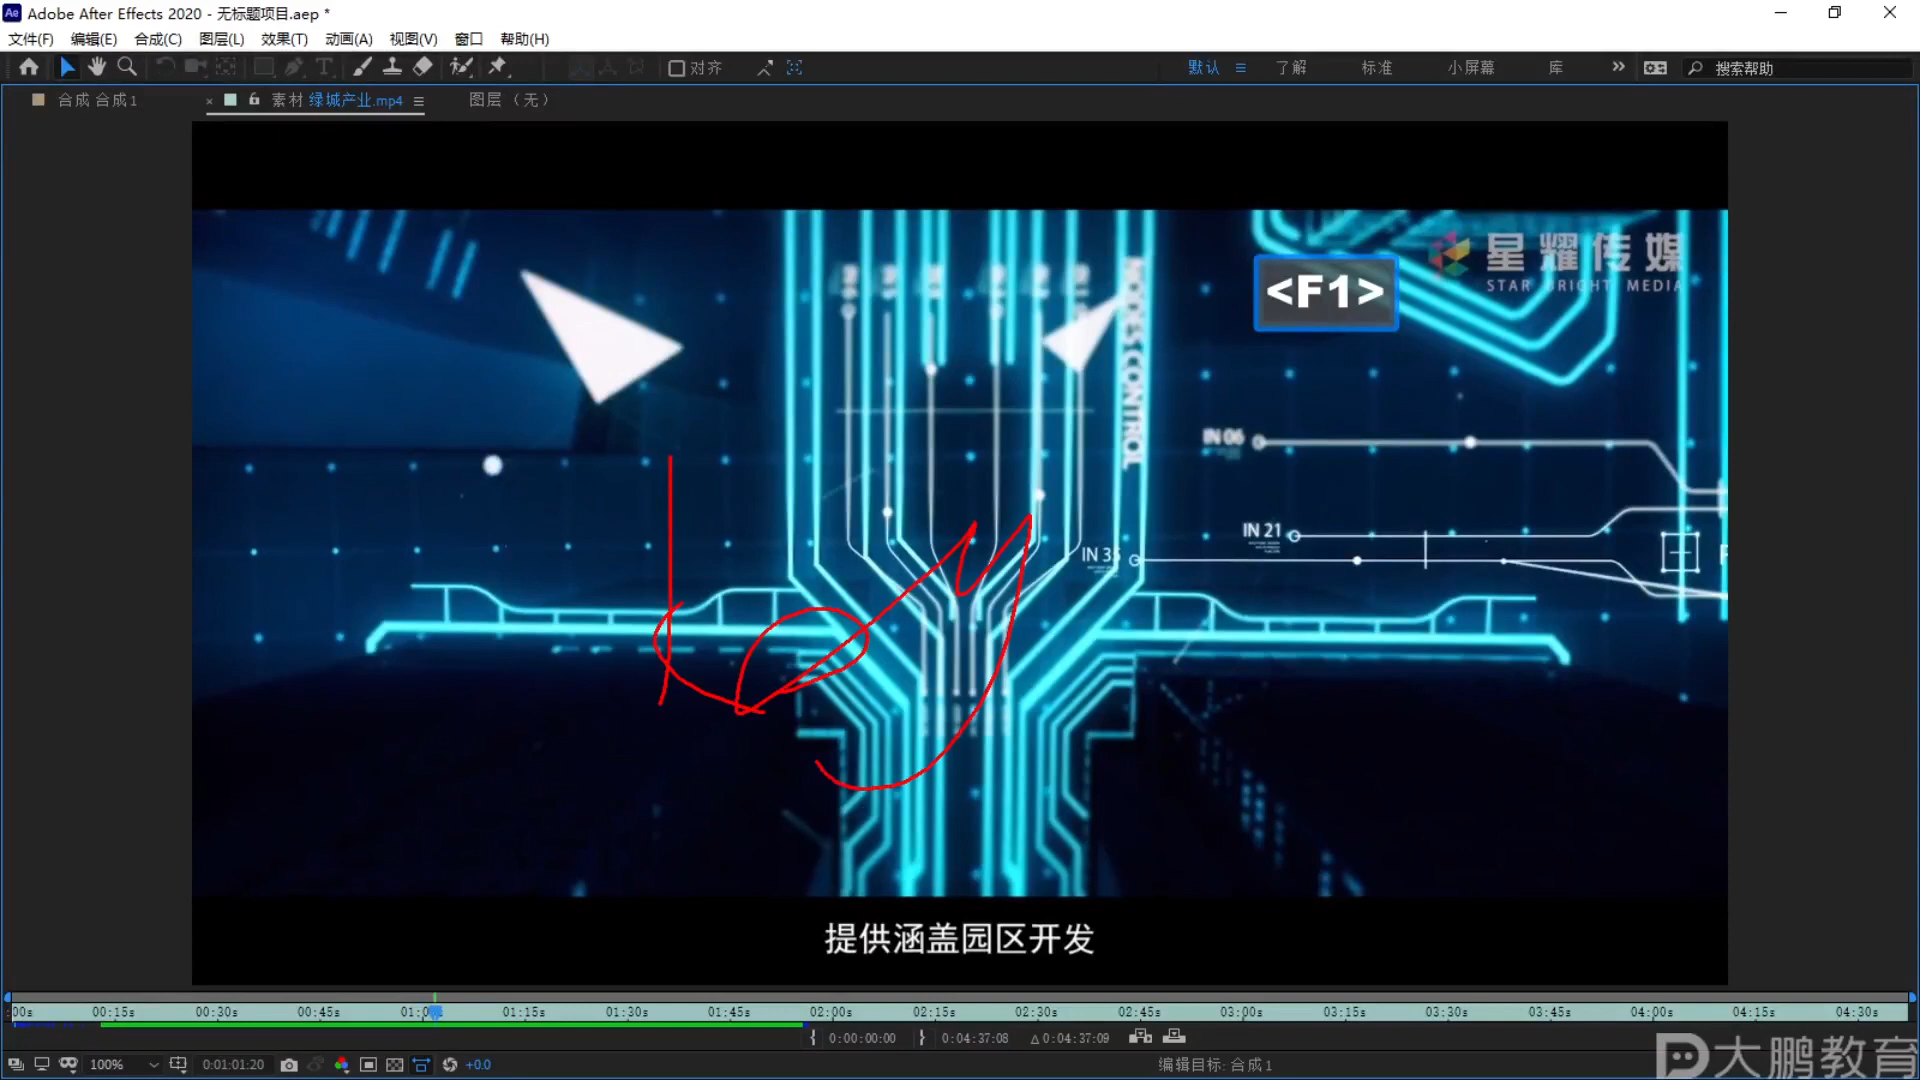 Adobe After Effects 2020 - 无标题项目.aep *
文件(F) 编辑(E) 合成(C) 图层(L) 效果(T) 动画(A) 视图(V) 窗口 帮助(H)
对齐 默认 了解 标准 小屏幕 库 搜索帮助
合成 合成1 素材 绿城产业.mp4 图层 （无）
星耀传媒
STAR BRIGHT MEDIA
<F1>
NODES CONTROL
IN 06
IN 21
IN 35
提供涵盖园区开发
00s 00:15s 00:30s 00:45s 01:15s 01:30s 01:45s 02:00s 02:15s 02:30s 02:45s 03:00s 03:15s 03:30s 03:45s 04:00s 04:15s 04:30s
0:00:00:00 0:04:37:08 Δ 0:04:37:09
100% 0:01:01:20 +0.0 编辑目标: 合成 1
大鹏教育